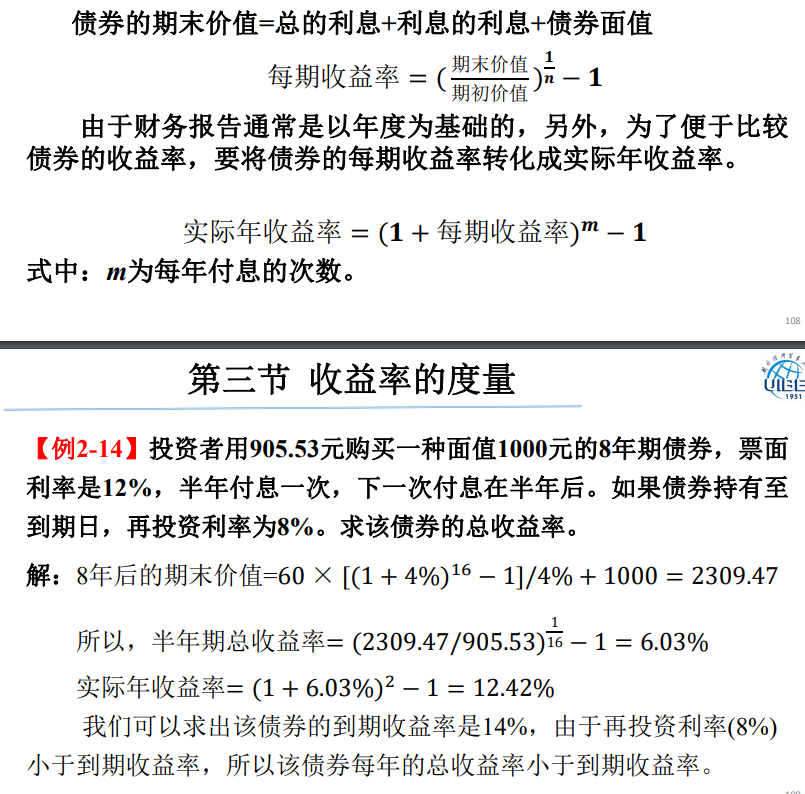 债券的期末价值=总的利息+利息的利息+债券面值
每期收益率 = (期末价值/期初价值)^(1/n) − 1
由于财务报告通常是以年度为基础的，另外，为了便于比较
债券的收益率，要将债券的每期收益率转化成实际年收益率。
实际年收益率 = (1 + 每期收益率)^m − 1
式中：m为每年付息的次数。
108
第三节 收益率的度量
UIBE
1951
【例2-14】投资者用905.53元购买一种面值1000元的8年期债券，票面
利率是12%，半年付息一次，下一次付息在半年后。如果债券持有至
到期日，再投资利率为8%。求该债券的总收益率。
解：8年后的期末价值=60 × [(1 + 4%)^16 − 1]/4% + 1000 = 2309.47
所以，半年期总收益率= (2309.47/905.53)^(1/16) − 1 = 6.03%
实际年收益率= (1 + 6.03%)^2 − 1 = 12.42%
我们可以求出该债券的到期收益率是14%，由于再投资利率(8%)
小于到期收益率，所以该债券每年的总收益率小于到期收益率。